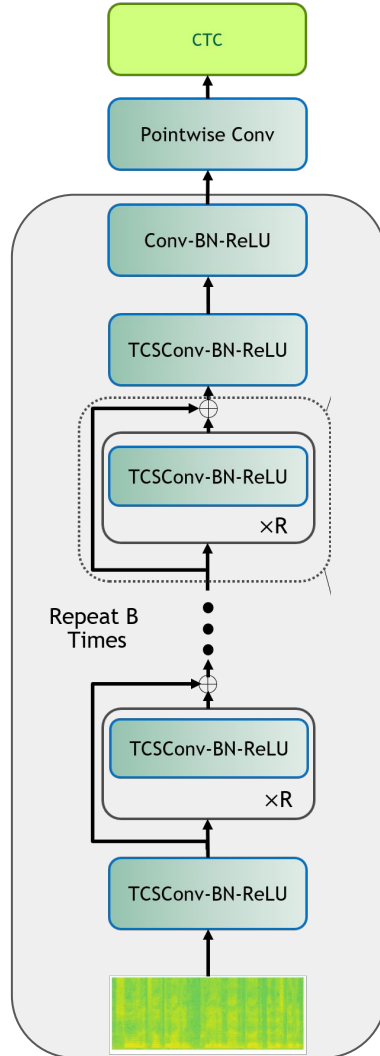 CTC
Pointwise Conv
Conv-BN-ReLU
TCSConv-BN-ReLU
TCSConv-BN-ReLU
×R
Repeat B
Times
TCSConv-BN-ReLU
×R
TCSConv-BN-ReLU